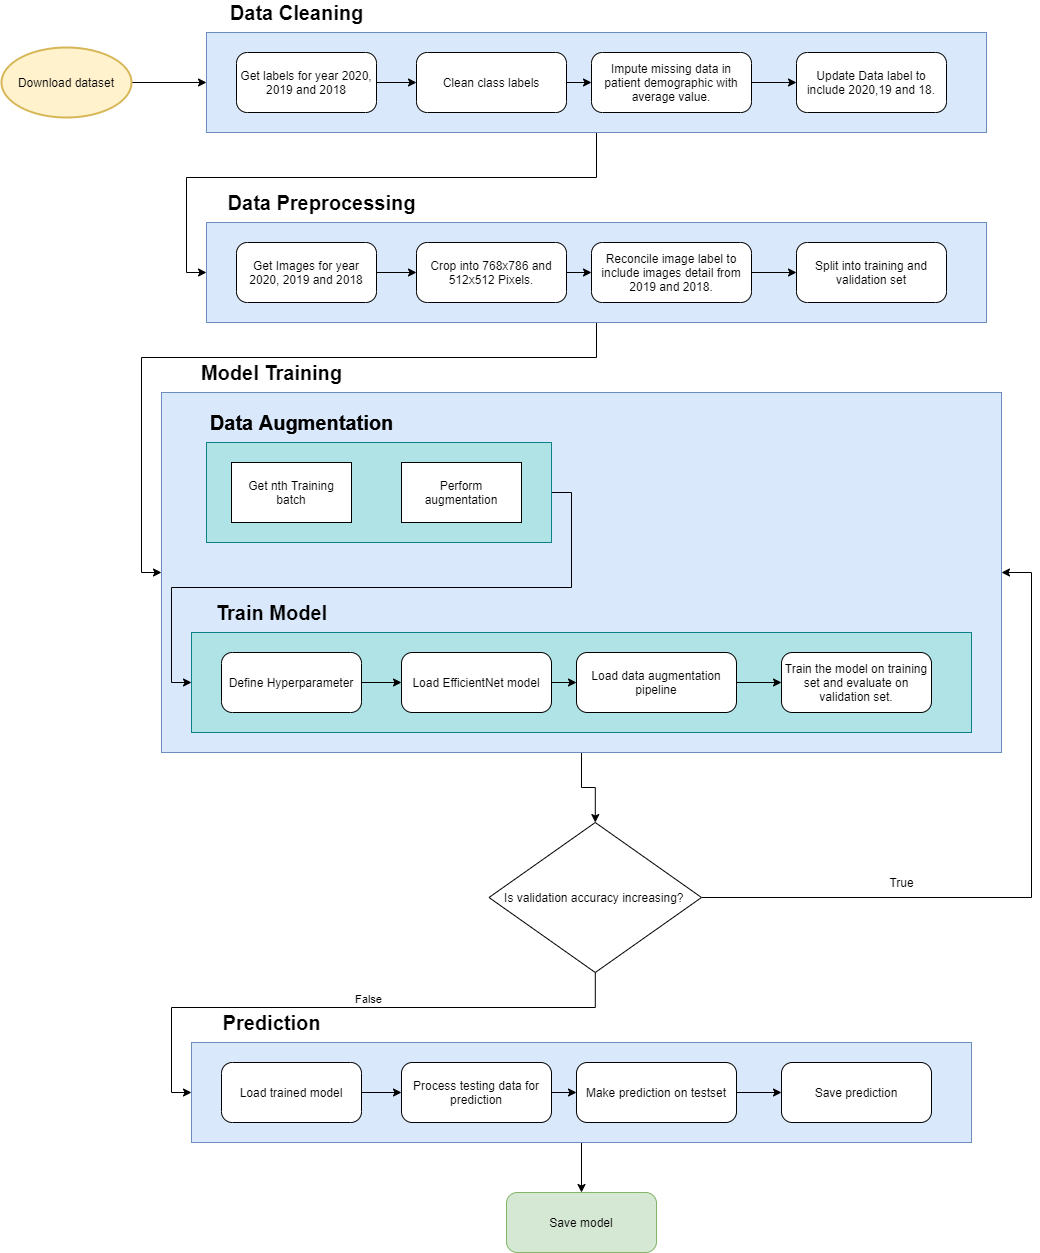 Data Cleaning
Download dataset
Get labels for year 2020,
2019 and 2018
Clean class labels
Impute missing data in
patient demographic with
average value.
Update Data label to
include 2020,19 and 18.
Data Preprocessing
Get Images for year
2020, 2019 and 2018
Crop into 768x786 and
512x512 Pixels.
Reconcile image label to
include images detail from
2019 and 2018.
Split into training and
validation set
Model Training
Data Augmentation
Get nth Training
batch
Perform
augmentation
Train Model
Define Hyperparameter
Load EfficientNet model
Load data augmentation
pipeline
Train the model on training
set and evaluate on
validation set.
Is validation accuracy increasing?
True
False
Prediction
Load trained model
Process testing data for
prediction
Make prediction on testset
Save prediction
Save model